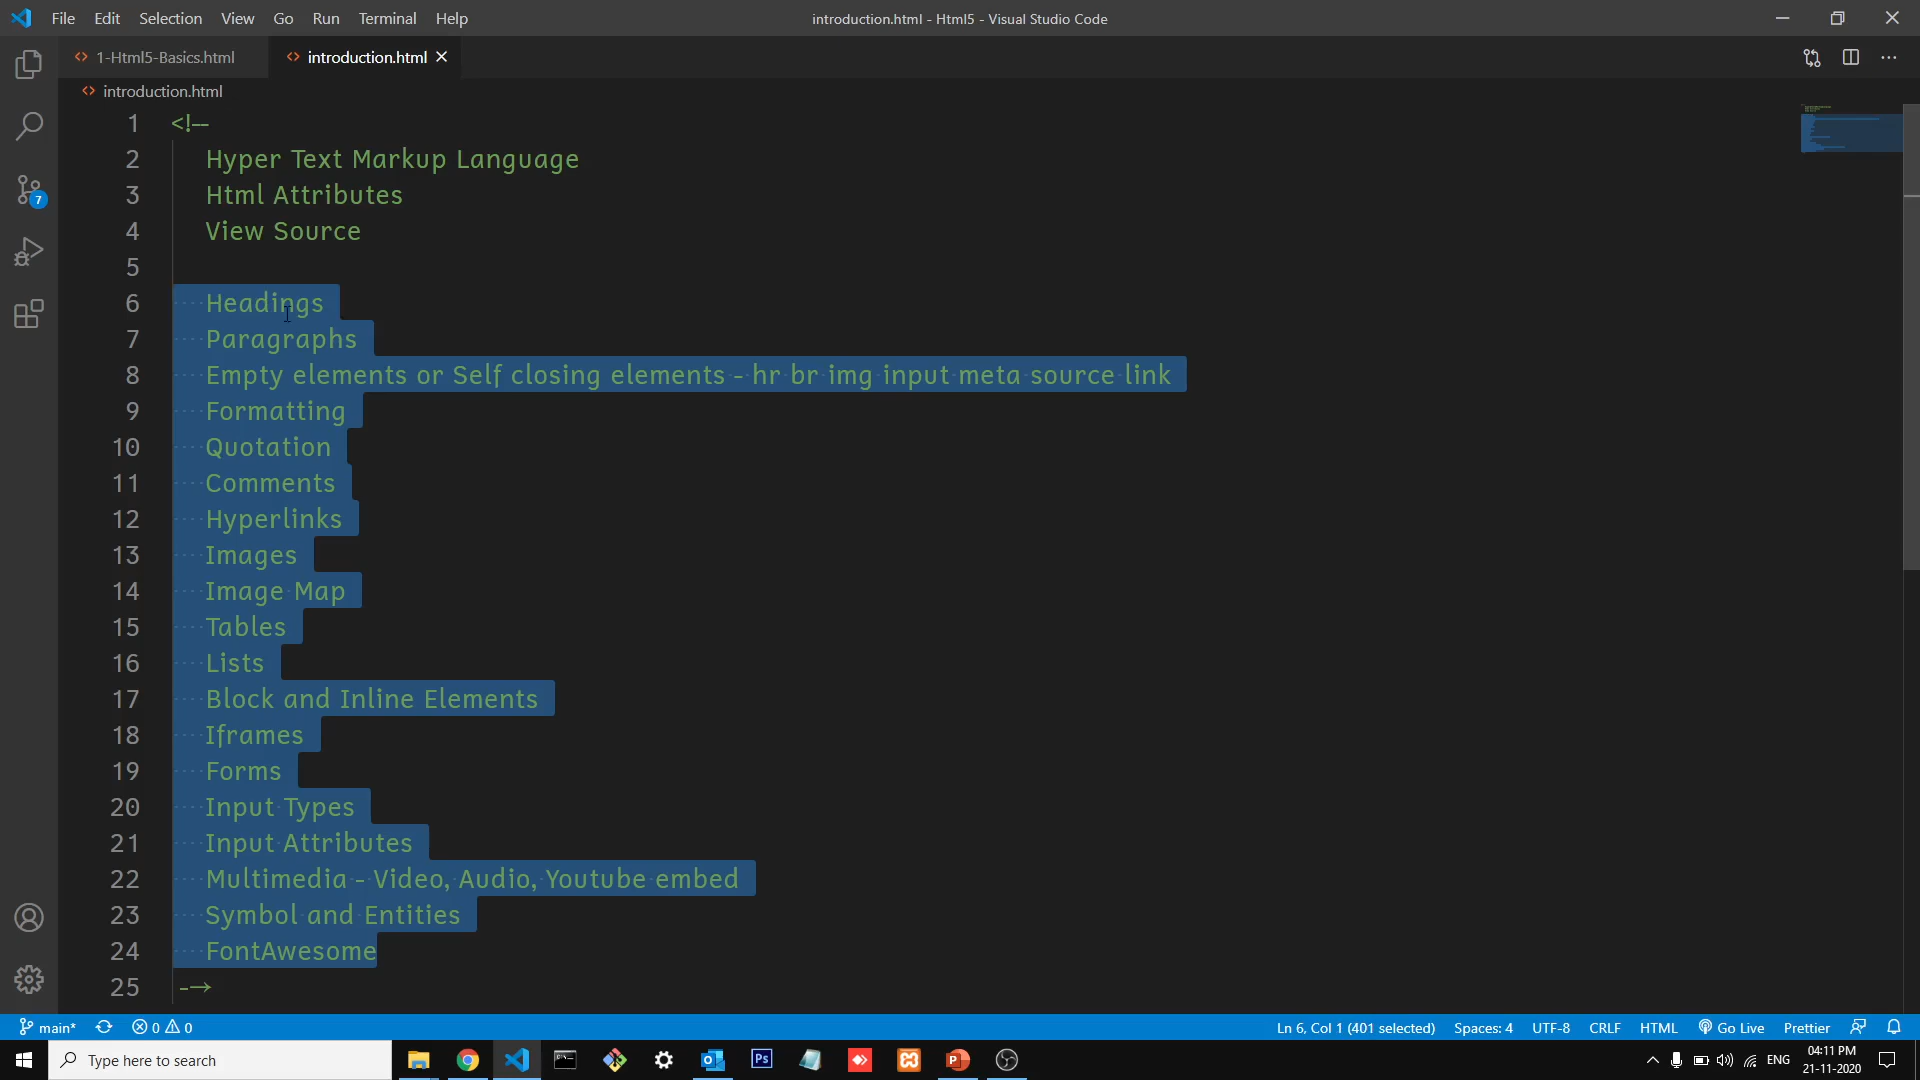 File Edit Selection View Go Run Terminal Help
introduction.html - Html5 - Visual Studio Code
1-Html5-Basics.html
introduction.html
introduction.html
1 <!--
2 Hyper Text Markup Language
3 Html Attributes
4 View Source
5
6 Headings
7 Paragraphs
8 Empty elements or Self closing elements - hr br img input meta source link
9 Formatting
10 Quotation
11 Comments
12 Hyperlinks
13 Images
14 Image Map
15 Tables
16 Lists
17 Block and Inline Elements
18 Iframes
19 Forms
20 Input Types
21 Input Attributes
22 Multimedia - Video, Audio, Youtube embed
23 Symbol and Entities
24 FontAwesome
25 -->
7
main* 0 0 Ln 6, Col 1 (401 selected) Spaces: 4 UTF-8 CRLF HTML Go Live Prettier
Type here to search
Ps
ENG
04:11 PM
21-11-2020